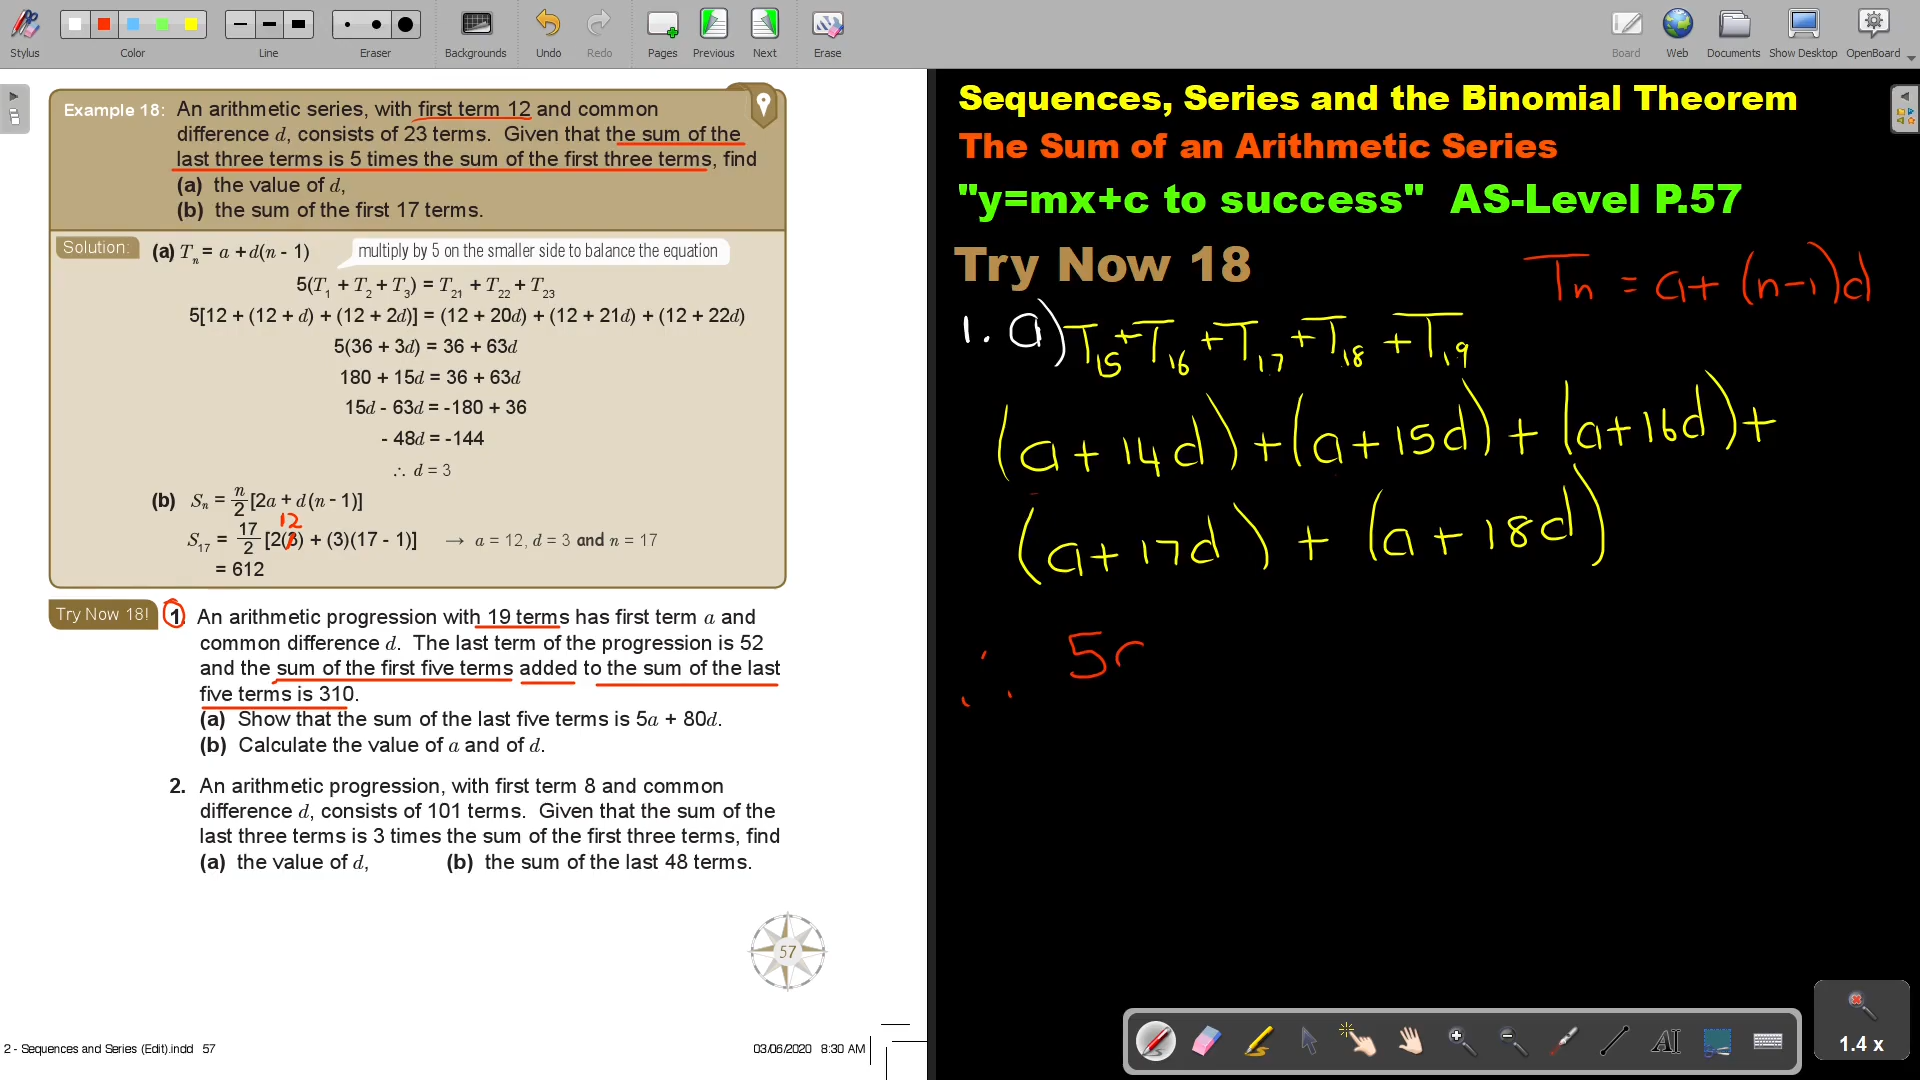 Stylus Color Line Eraser Backgrounds Undo Redo Pages Previous Next Erase Board Web Documents Show Desktop OpenBoard
Example 18: An arithmetic series, with first term 12 and common
difference d, consists of 23 terms. Given that the sum of the
last three terms is 5 times the sum of the first three terms, find
(a) the value of d,
(b) the sum of the first 17 terms.
Solution: (a) Tn = a + d(n - 1) multiply by 5 on the smaller side to balance the equation
5(T1 + T2 + T3) = T21 + T22 + T23
5[12 + (12 + d) + (12 + 2d)] = (12 + 20d) + (12 + 21d) + (12 + 22d)
5(36 + 3d) = 36 + 63d
180 + 15d = 36 + 63d
15d - 63d = -180 + 36
- 48d = -144
∴ d = 3
(b) Sn = n/2 [2a + d(n - 1)]
12
S17 = 17/2 [2(3) + (3)(17 - 1)] → a = 12, d = 3 and n = 17
= 612
Try Now 18! 1. An arithmetic progression with 19 terms has first term a and
common difference d. The last term of the progression is 52
and the sum of the first five terms added to the sum of the last
five terms is 310.
(a) Show that the sum of the last five terms is 5a + 80d.
(b) Calculate the value of a and of d.
2. An arithmetic progression, with first term 8 and common
difference d, consists of 101 terms. Given that the sum of the
last three terms is 3 times the sum of the first three terms, find
(a) the value of d, (b) the sum of the last 48 terms.
57
2 - Sequences and Series (Edit).indd 57 03/06/2020 8:30 AM
Sequences, Series and the Binomial Theorem
The Sum of an Arithmetic Series
"y=mx+c to success" AS-Level P.57
Try Now 18
Tn = a + (n-1)d
1. a) T15 + T16 + T17 + T18 + T19
(a + 14d) + (a + 15d) + (a + 16d) +
(a + 17d) + (a + 18d)
∴ 5
1.4 x